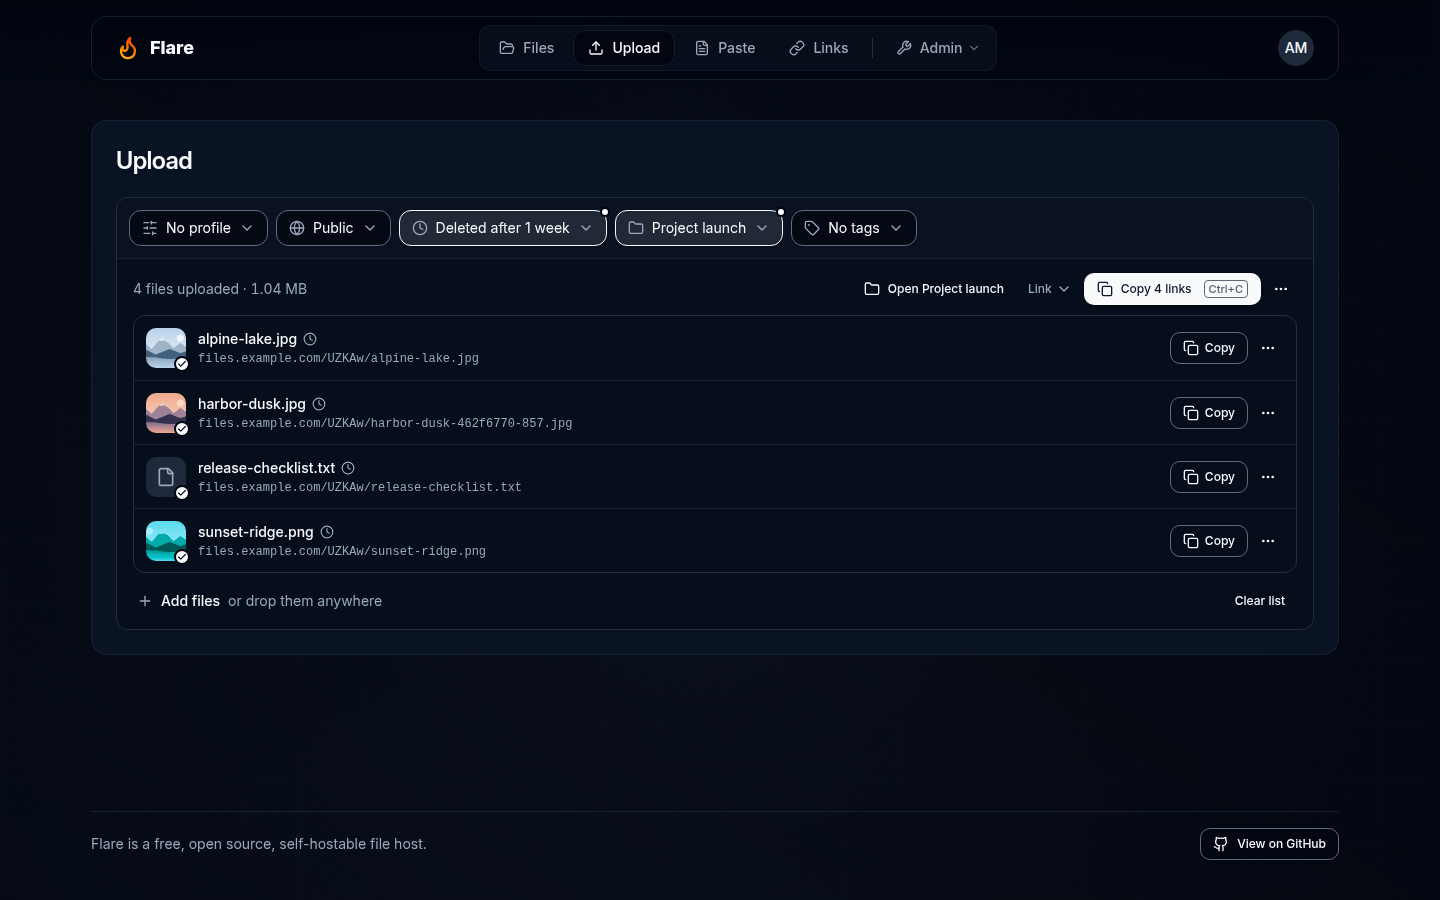 Flare
Files
Upload
Paste
Links
Admin
AM
Upload
No profile
Public
Deleted after 1 week
Project launch
No tags
4 files uploaded · 1.04 MB
Open Project launch
Link
Copy 4 links
Ctrl+C
alpine-lake.jpg
files.example.com/UZKAw/alpine-lake.jpg
Copy
harbor-dusk.jpg
files.example.com/UZKAw/harbor-dusk-462f6770-857.jpg
Copy
release-checklist.txt
files.example.com/UZKAw/release-checklist.txt
Copy
sunset-ridge.png
files.example.com/UZKAw/sunset-ridge.png
Copy
Add files or drop them anywhere
Clear list
Flare is a free, open source, self-hostable file host.
View on GitHub